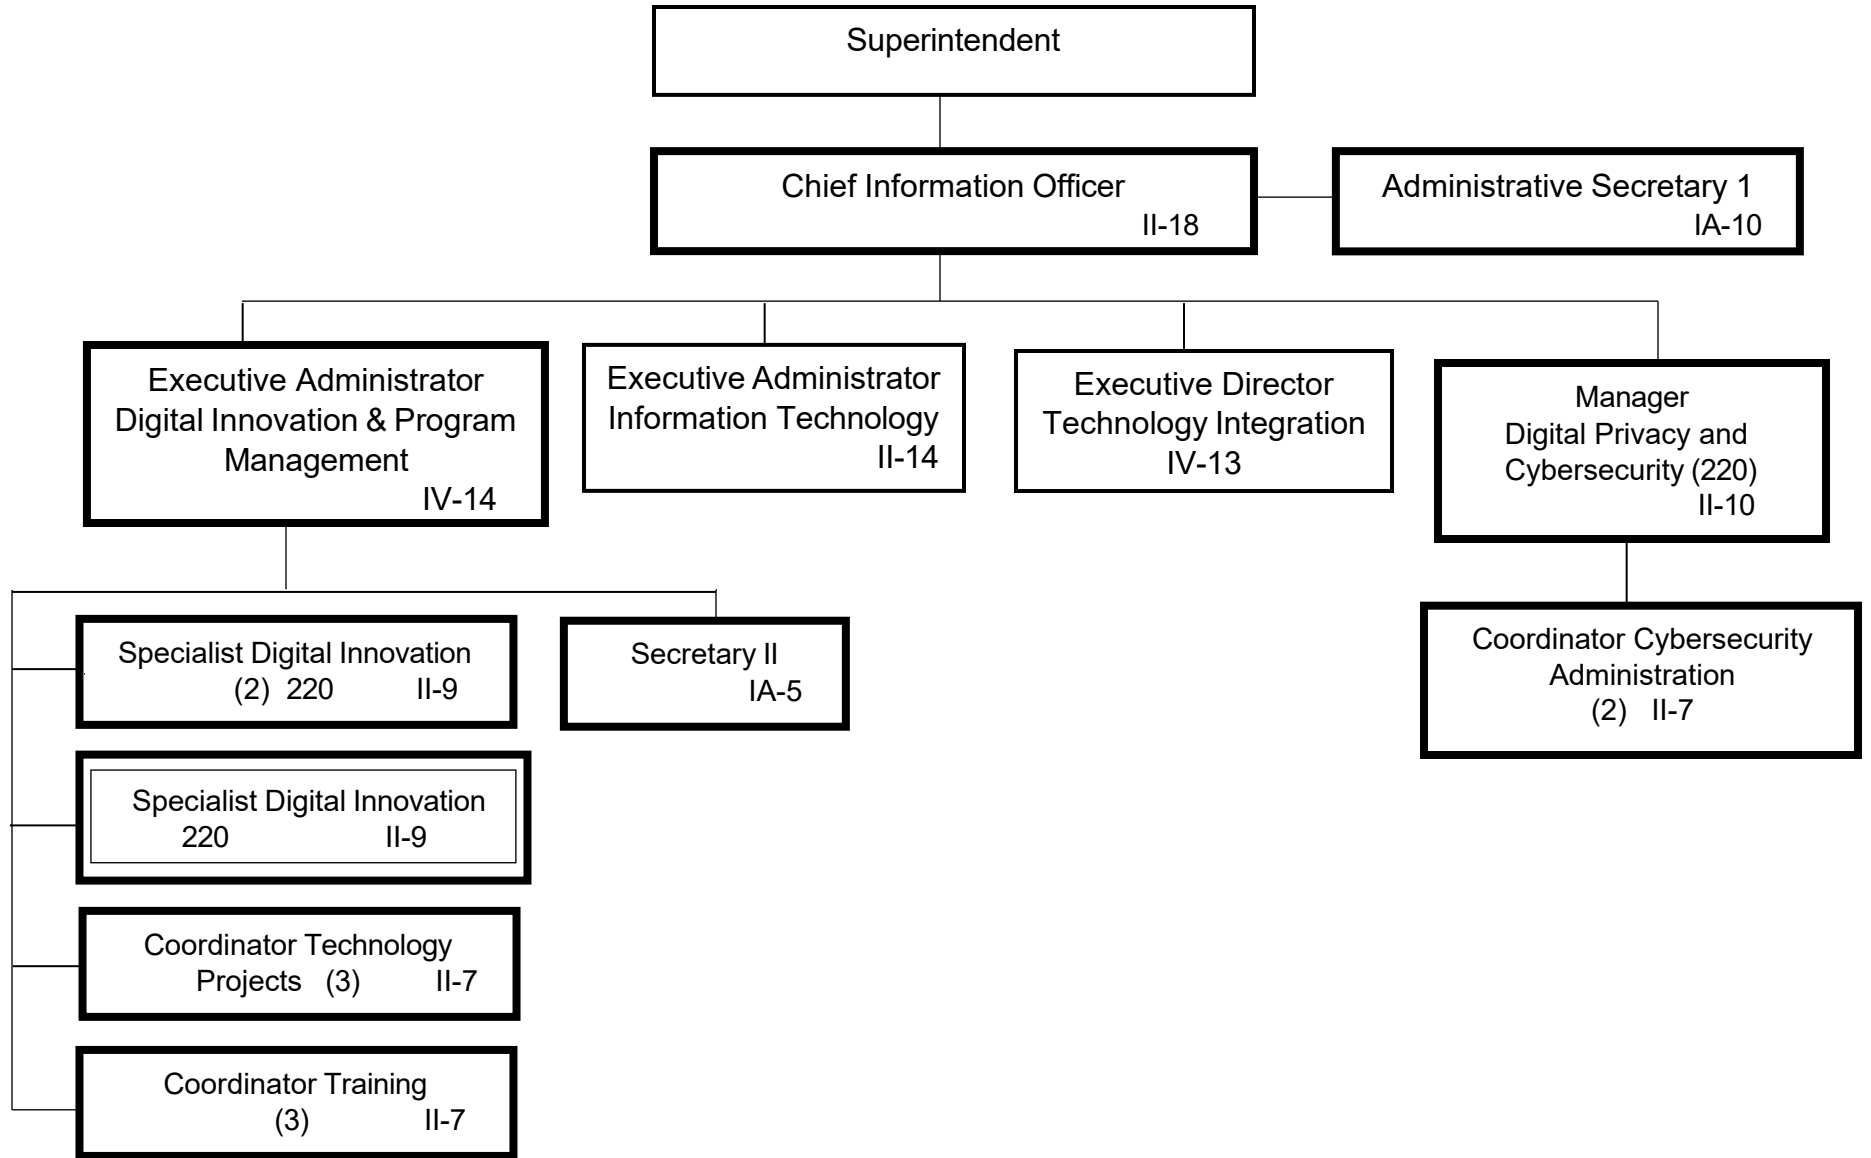 Superintendent
Chief Information Officer
II-18
Administrative Secretary 1
IA-10
Executive Administrator
Digital Innovation & Program
Management
IV-14
Executive Administrator
Information Technology
II-14
Executive Director
Technology Integration
IV-13
Manager
Digital Privacy and
Cybersecurity (220)
II-10
Specialist Digital Innovation
(2) 220 II-9
Secretary II
IA-5
Coordinator Cybersecurity
Administration
(2) II-7
Specialist Digital Innovation
220 II-9
Coordinator Technology
Projects (3) II-7
Coordinator Training
(3) II-7